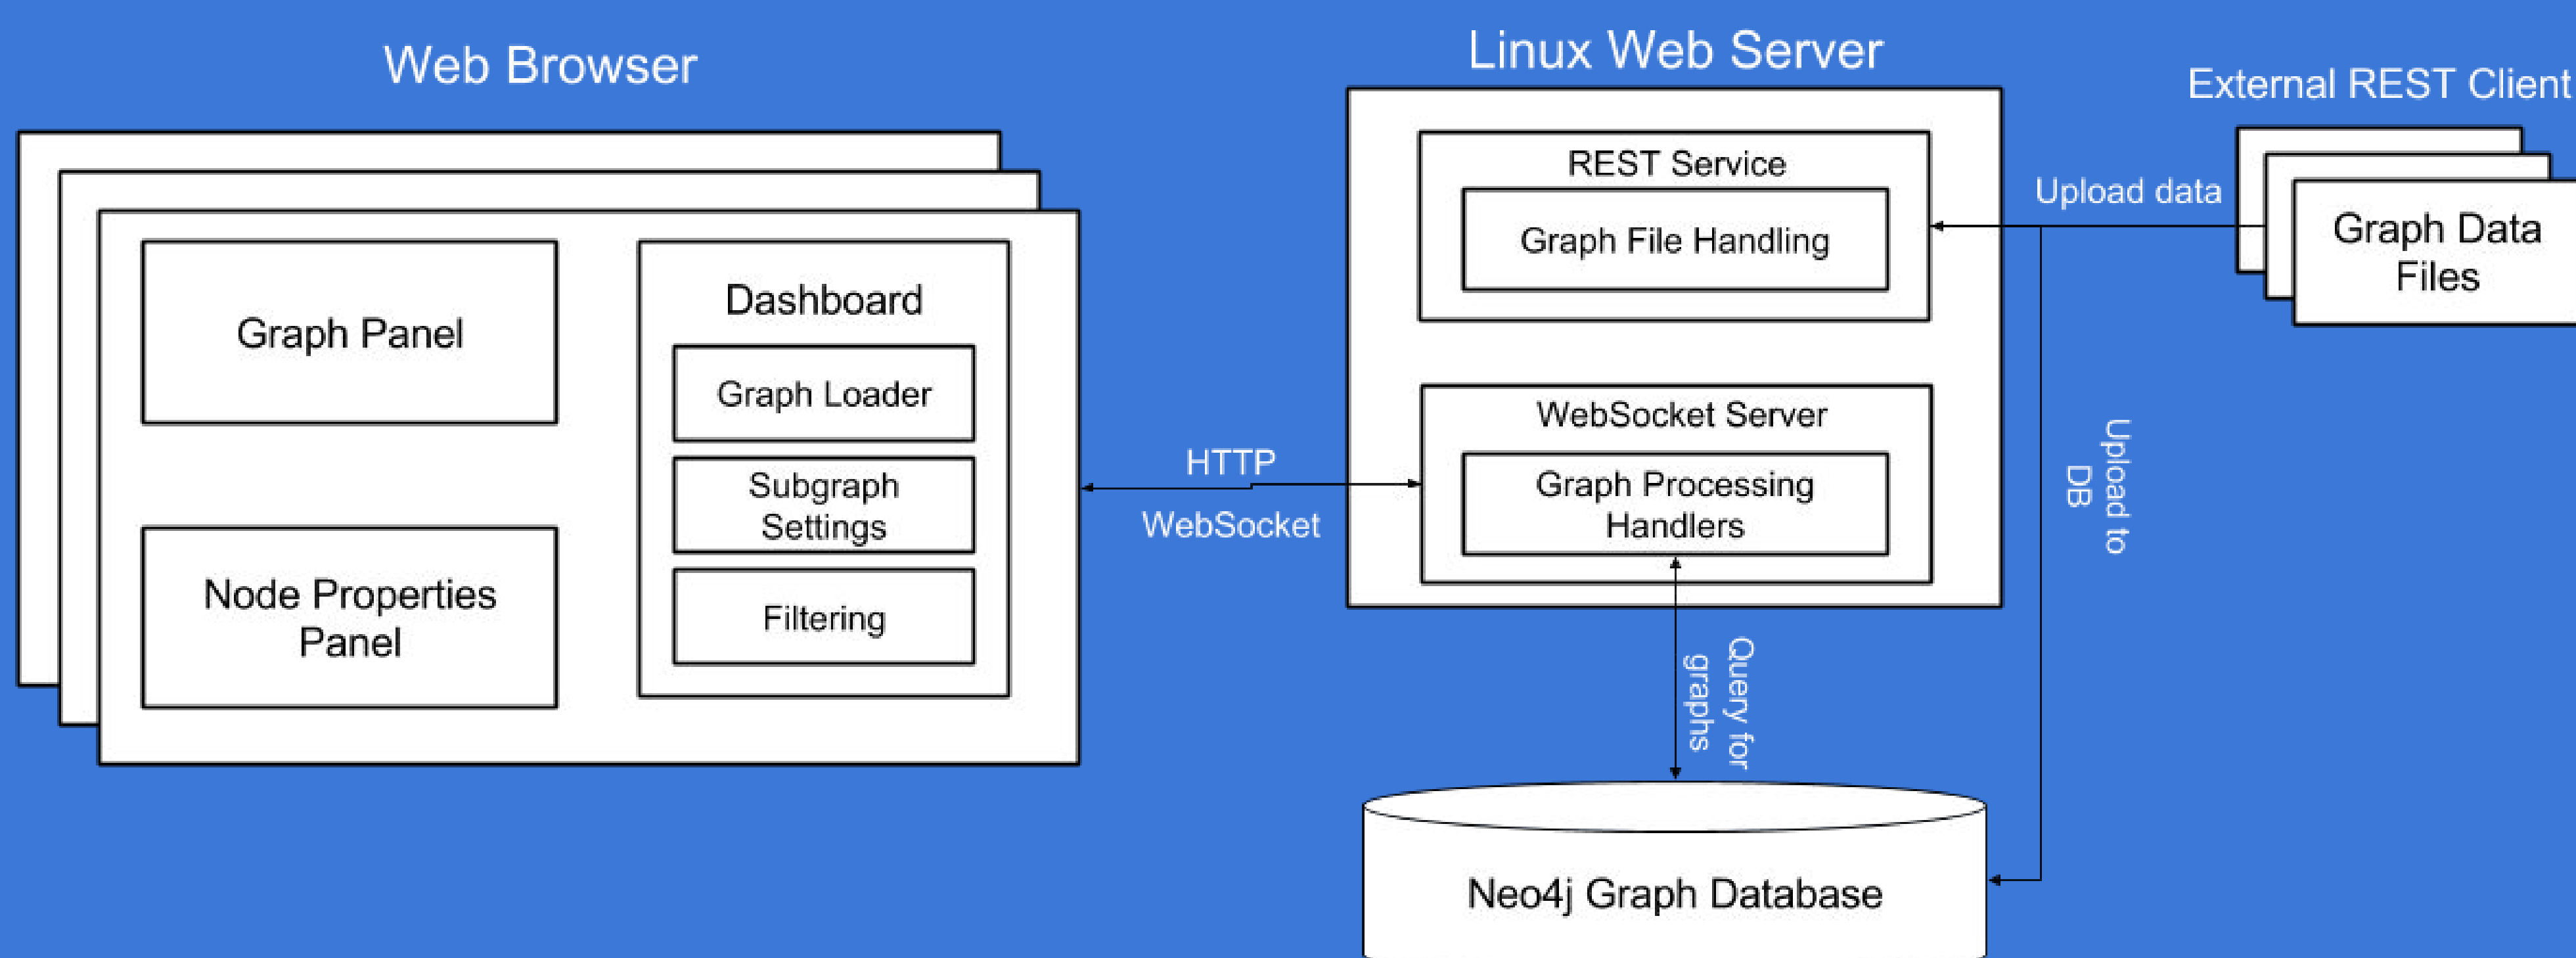 Web Browser
Graph Panel
Node Properties
Panel
Dashboard
Graph Loader
Subgraph
Settings
Filtering
HTTP
WebSocket
Linux Web Server
REST Service
Graph File Handling
WebSocket Server
Graph Processing
Handlers
Query for
graphs
Neo4j Graph Database
External REST Client
Upload data
Graph Data
Files
Upload to
DB